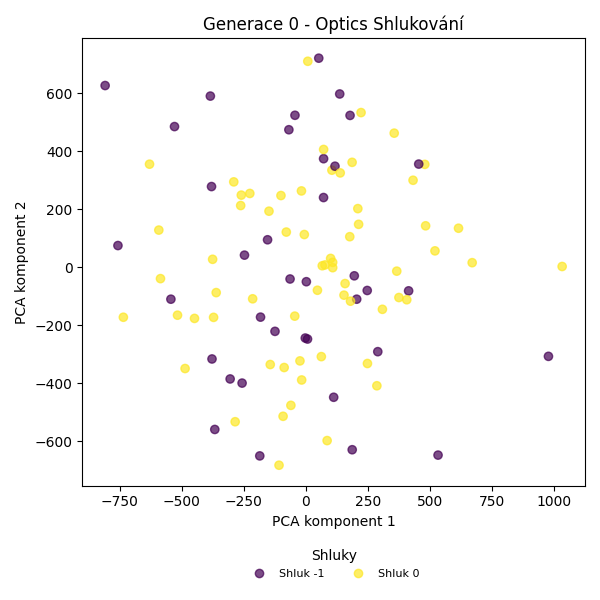 Generace 0 - Optics Shlukování
PCA komponent 2
600
400
200
0
−200
−400
−600
−750
−500
−250
0
250
500
750
1000
PCA komponent 1
Shluky
Shluk -1
Shluk 0